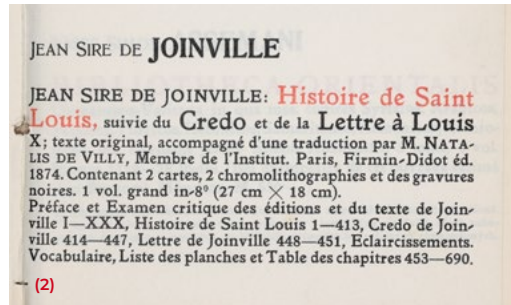 JEAN SIRE DE JOINVILLE
JEAN SIRE DE JOINVILLE: Histoire de Saint
Louis, suivie du Credo et de la Lettre à Louis
X; texte original, accompagné d'une traduction par M. NATA-
LIS DE VILLY, Membre de l'Institut. Paris, Firmin-Didot éd.
1874. Contenant 2 cartes, 2 chromolithographies et des gravures
noires. 1 vol. grand in-8º (27 cm × 18 cm).
Préface et Examen critique des éditions et du texte de Join-
ville I—XXX, Histoire de Saint Louis 1—413, Credo de Join-
ville 414—447, Lettre de Joinville 448—451, Eclaircissements.
Vocabulaire, Liste des planches et Table des chapitres 453—690.
(2)